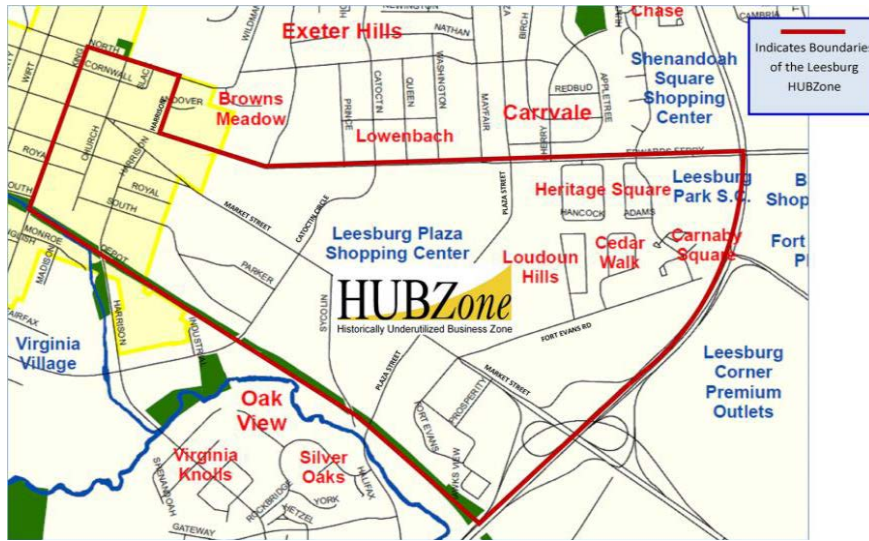 Indicates Boundaries
of the Leesburg
HUBZone
Exeter Hills
Chase
CAMBRIA
NEWINGTON
NATHAN
BIRCH
WILDMAN
NORTH
KING
CORNWALL
WIRT
Shenandoah
Square
Shopping
Center
REDBUD
APPLETREE
Browns
Meadow
HARRISON
PRINCE
CATOCTIN
QUEEN
WASHINGTON
MAYFAIR
Carrvale
CHERRY
Lowenbach
EDWARDS FERRY
CHURCH
HARRISON
ROYAL
ROYAL
SOUTH
SOUTH
MARKET STREET
CATOCTIN CIRCLE
PLAZA STREET
Heritage Square
HANCOCK
ADAMS
Leesburg
Park S.C.
B
Shop
Fort
Pl
MONROE
DEPOT
MADISON
Leesburg Plaza
Shopping Center
PARKER
Loudoun
Hills
Cedar
Walk
Carnaby
Square
HUBZone
Historically Underutilized Business Zone
SYCOLIN
FORT EVANS RD
FAIRFAX
HARRISON
INDUSTRIAL
Virginia
Village
PLAZA STREET
MARKET STREET
Leesburg
Corner
Premium
Outlets
PROSPERITY
FORT EVANS
Oak
View
Virginia
Knolls
Silver
Oaks
SHENANDOAH
ROCKBRIDGE
YORK
HETZEL
HALIFAX
GATEWAY